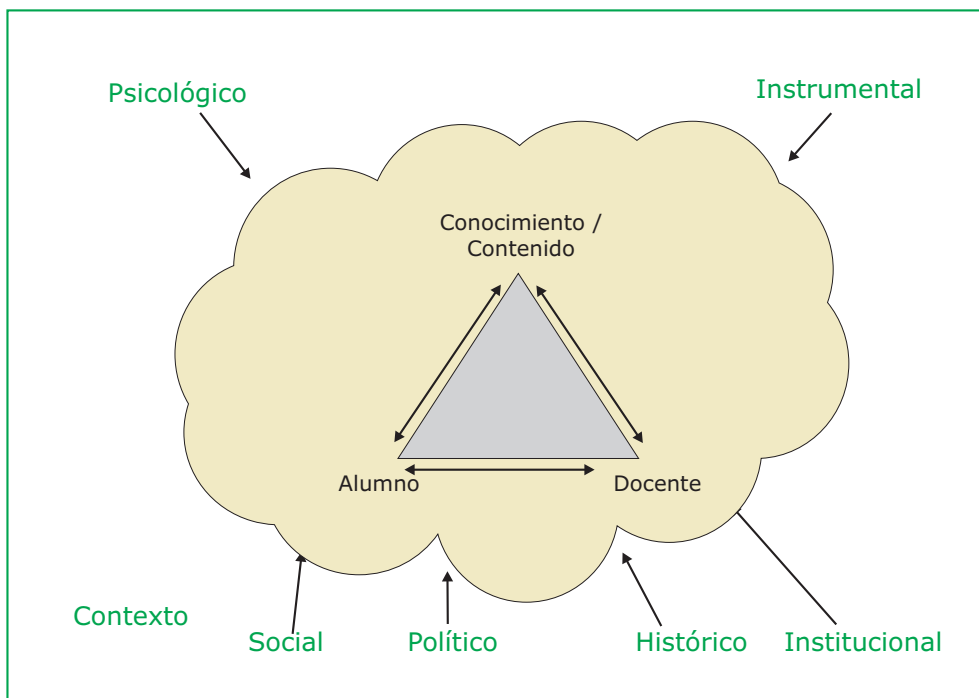 Psicológico
Instrumental
Conocimiento /
Contenido
Alumno
Docente
Contexto
Social
Político
Histórico
Institucional